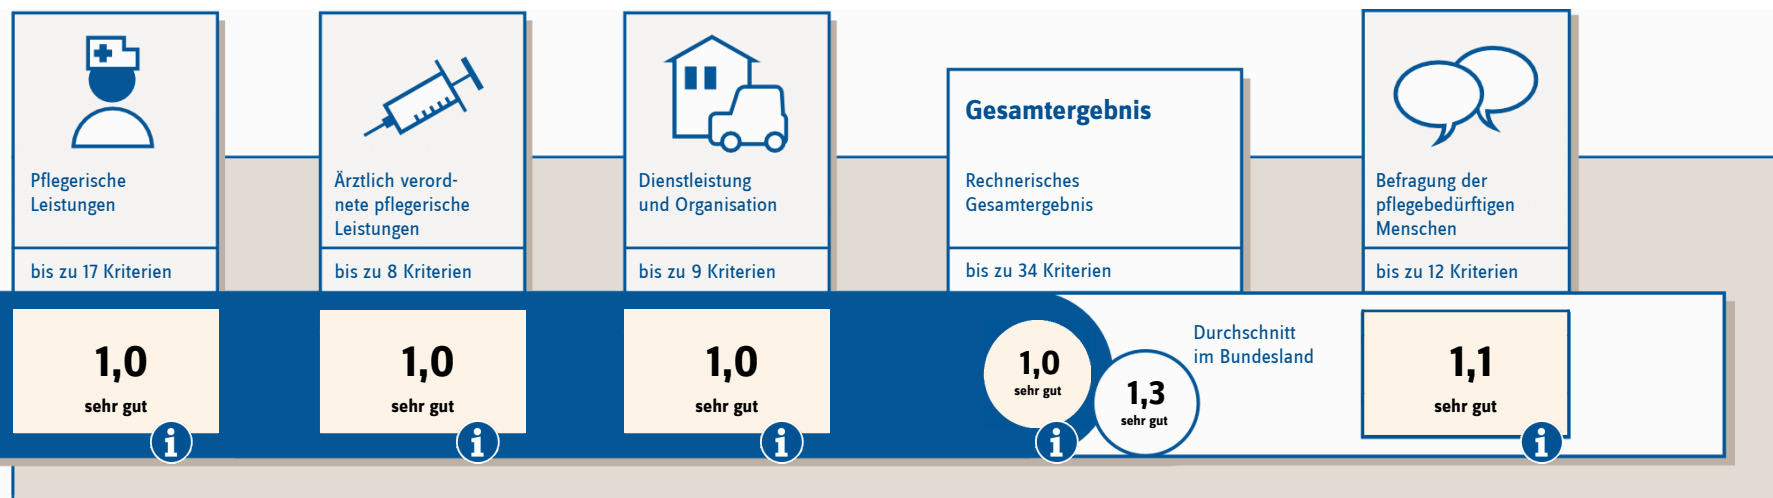 Pflegerische
Leistungen
bis zu 17 Kriterien
1,0
sehr gut
i
Ärztlich verord-
nete pflegerische
Leistungen
bis zu 8 Kriterien
1,0
sehr gut
i
Dienstleistung
und Organisation
bis zu 9 Kriterien
1,0
sehr gut
i
Gesamtergebnis
Rechnerisches
Gesamtergebnis
bis zu 34 Kriterien
1,0
sehr gut
i
1,3
sehr gut
Durchschnitt
im Bundesland
Befragung der
pflegebedürftigen
Menschen
bis zu 12 Kriterien
1,1
sehr gut
i